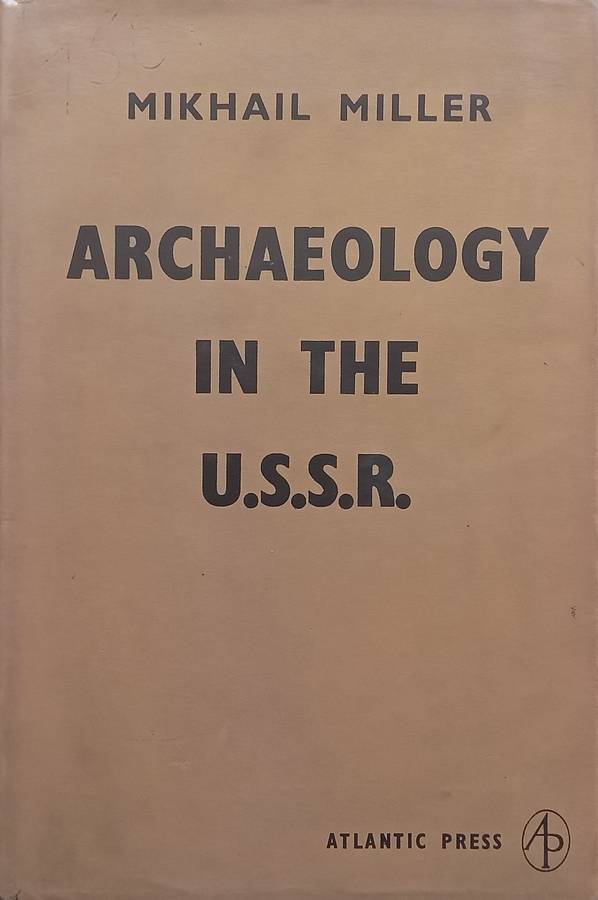 MIKHAIL MILLER
ARCHAEOLOGY
IN THE
U.S.S.R.
ATLANTIC PRESS AP